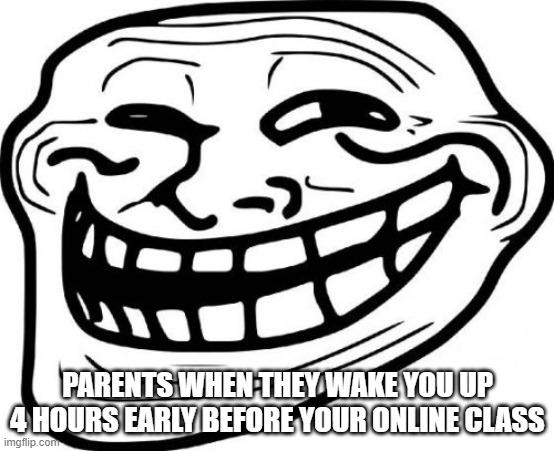 PARENTS WHEN THEY WAKE YOU UP
4 HOURS EARLY BEFORE YOUR ONLINE CLASS
imgflip.com